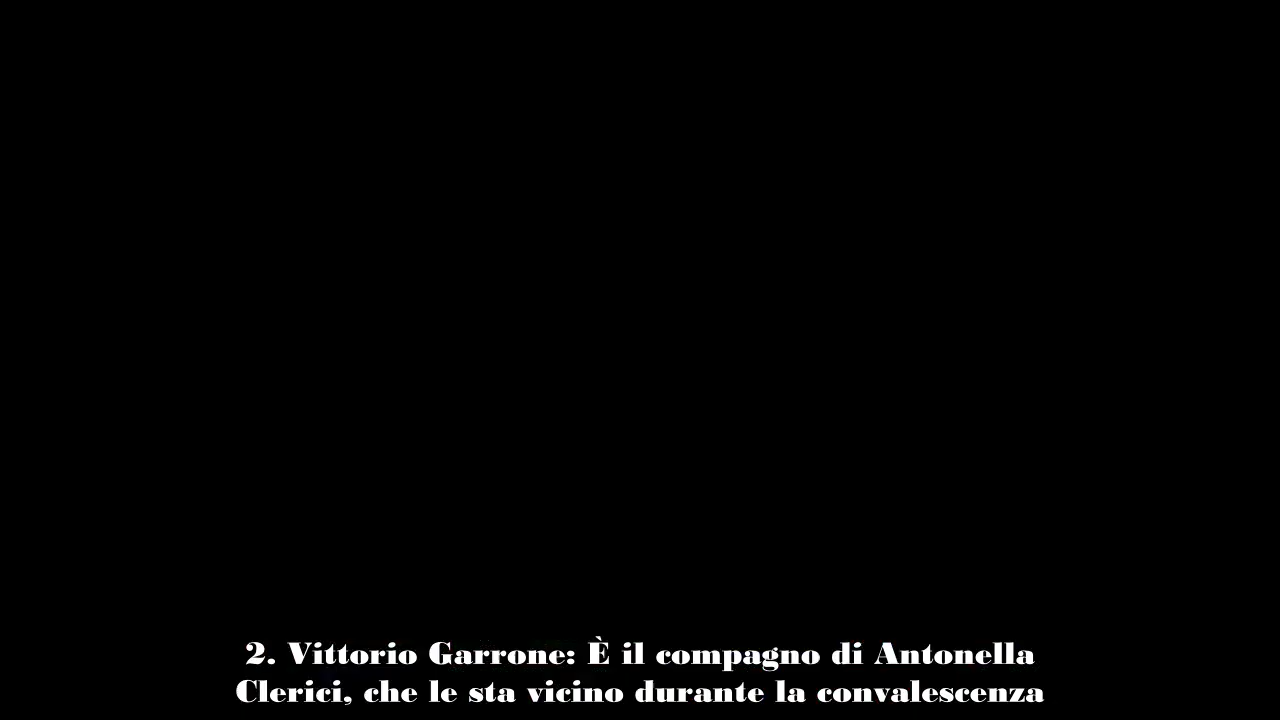 2. Vittorio Garrone: È il compagno di Antonella
Clerici, che le sta vicino durante la convalescenza